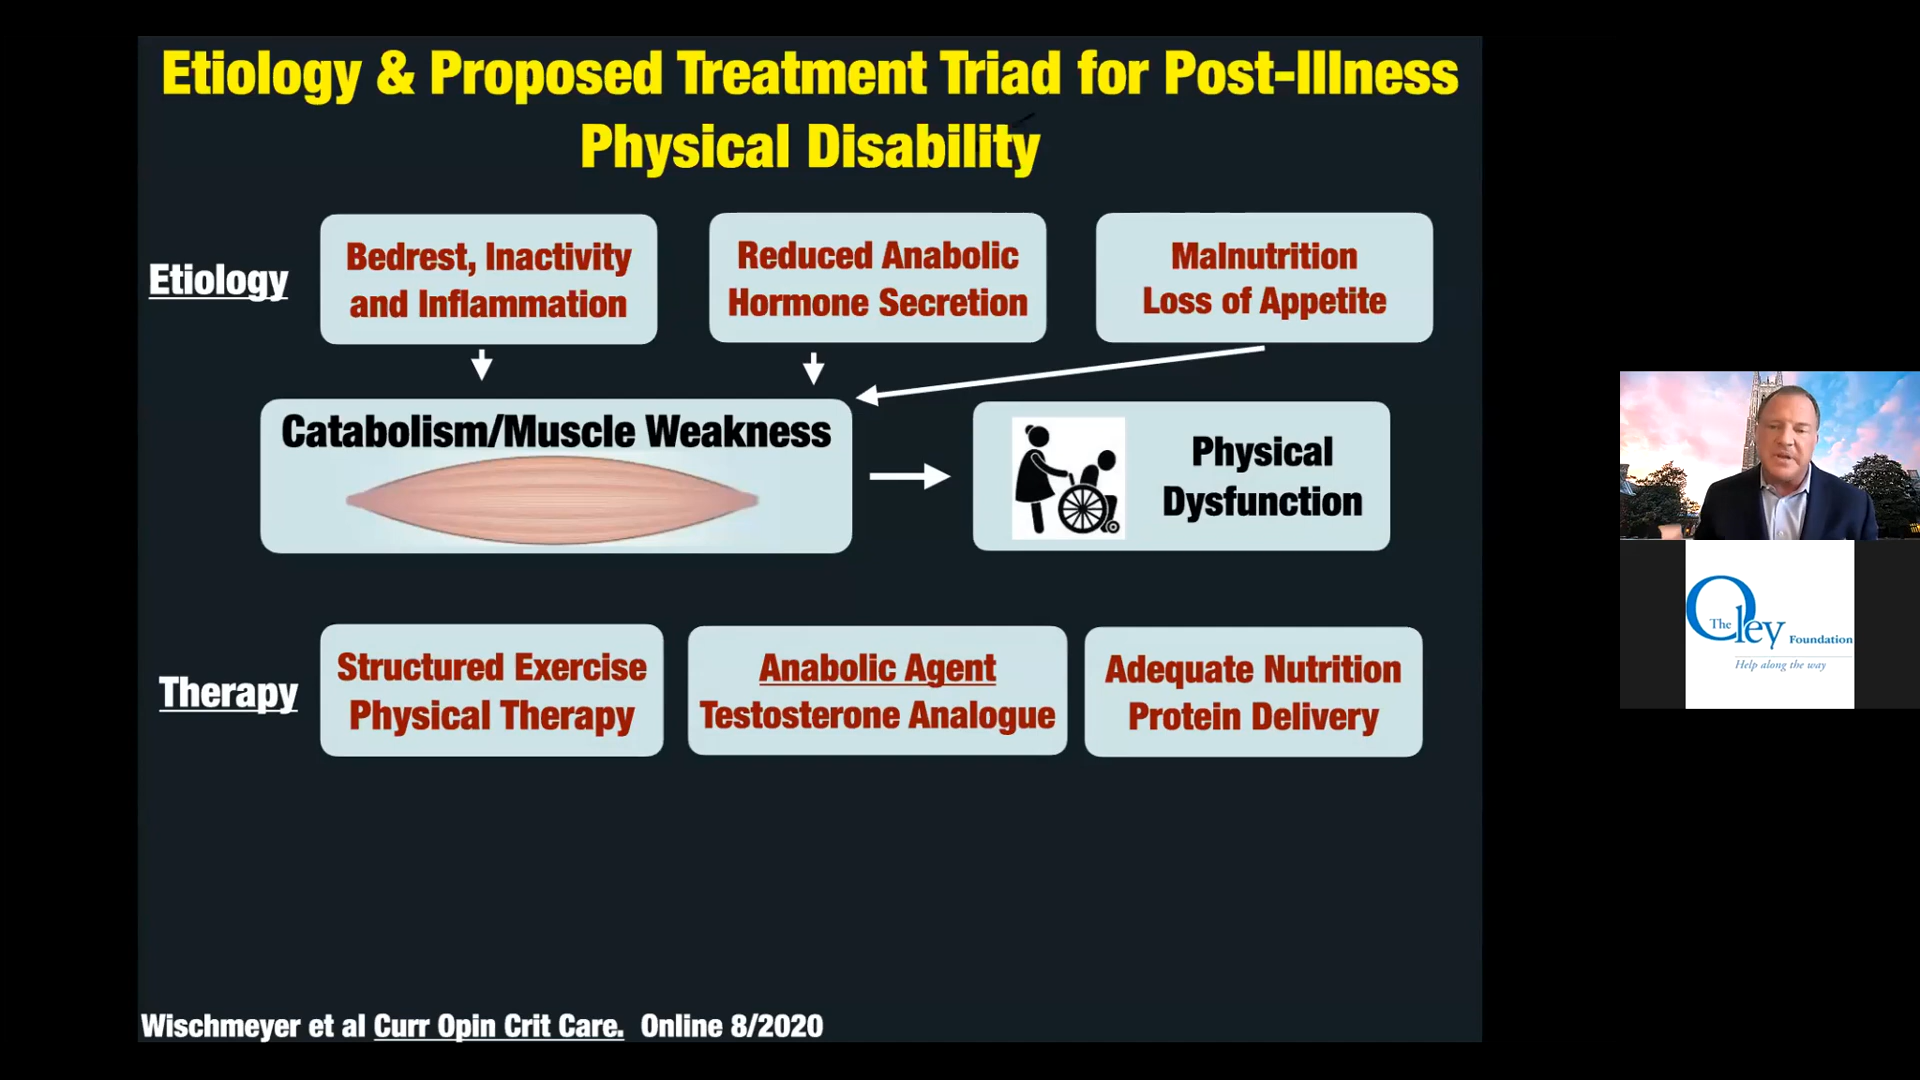 Etiology & Proposed Treatment Triad for Post-Illness
Physical Disability
Etiology
Bedrest, Inactivity
and Inflammation
Reduced Anabolic
Hormone Secretion
Malnutrition
Loss of Appetite
Catabolism/Muscle Weakness
Physical
Dysfunction
Therapy
Structured Exercise
Physical Therapy
Anabolic Agent
Testosterone Analogue
Adequate Nutrition
Protein Delivery
Wischmeyer et al Curr Opin Crit Care. Online 8/2020
The Oley Foundation
Help along the way